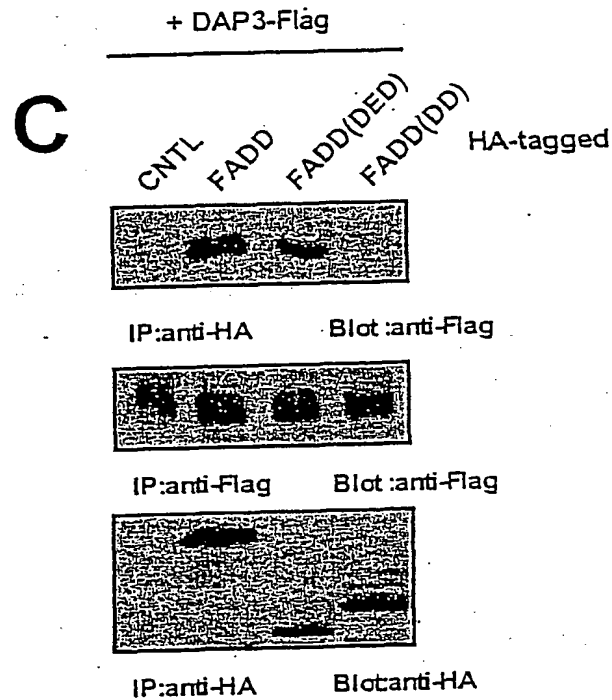 + DAP3-Flag
C
CNTL FADD FADD(DED) FADD(DD) HA-tagged
IP:anti-HA Blot:anti-Flag
IP:anti-Flag Blot:anti-Flag
IP:anti-HA Blot:anti-HA